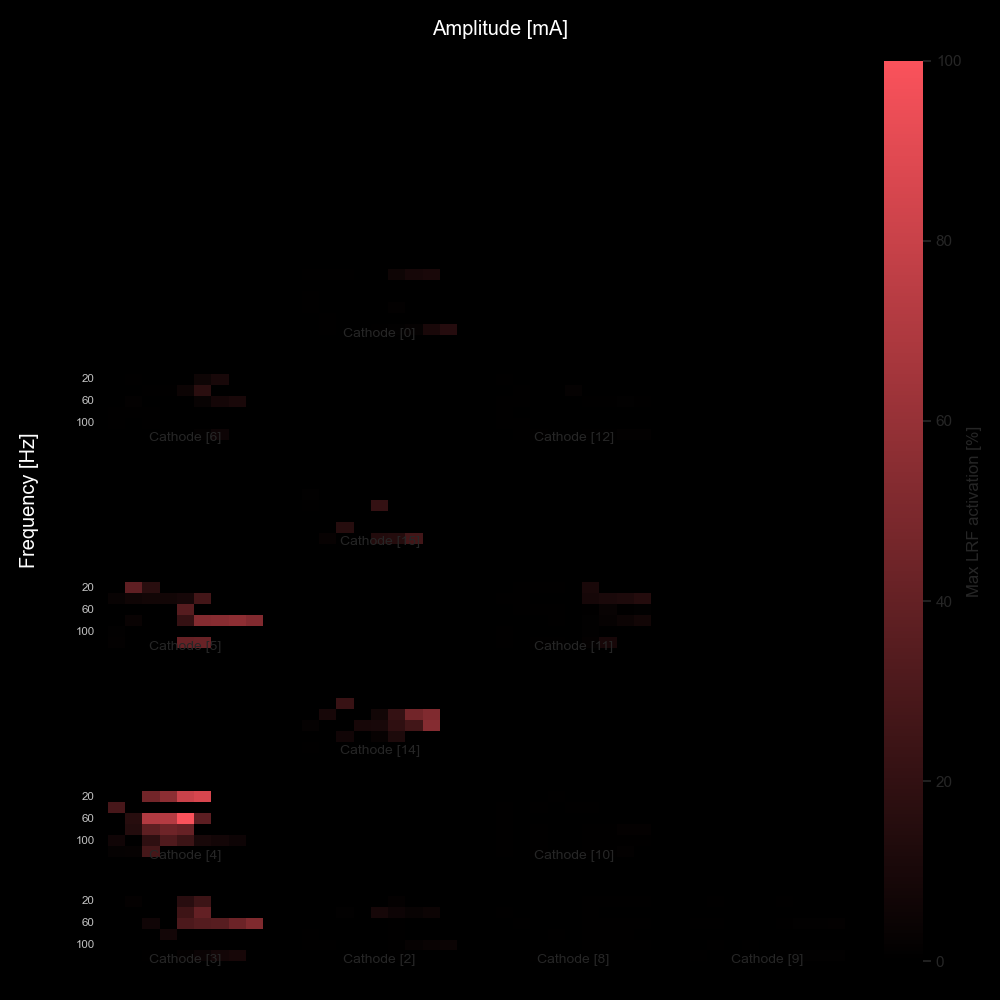 Amplitude [mA]
100
80
60
40
20
0
Max LRF activation [%]
Frequency [Hz]
Cathode [0]
20
60
100
Cathode [6]
Cathode [12]
20
60
100
Cathode [5]
Cathode [11]
Cathode [14]
20
60
100
Cathode [4]
Cathode [10]
20
60
100
Cathode [3]
Cathode [2]
Cathode [8]
Cathode [9]